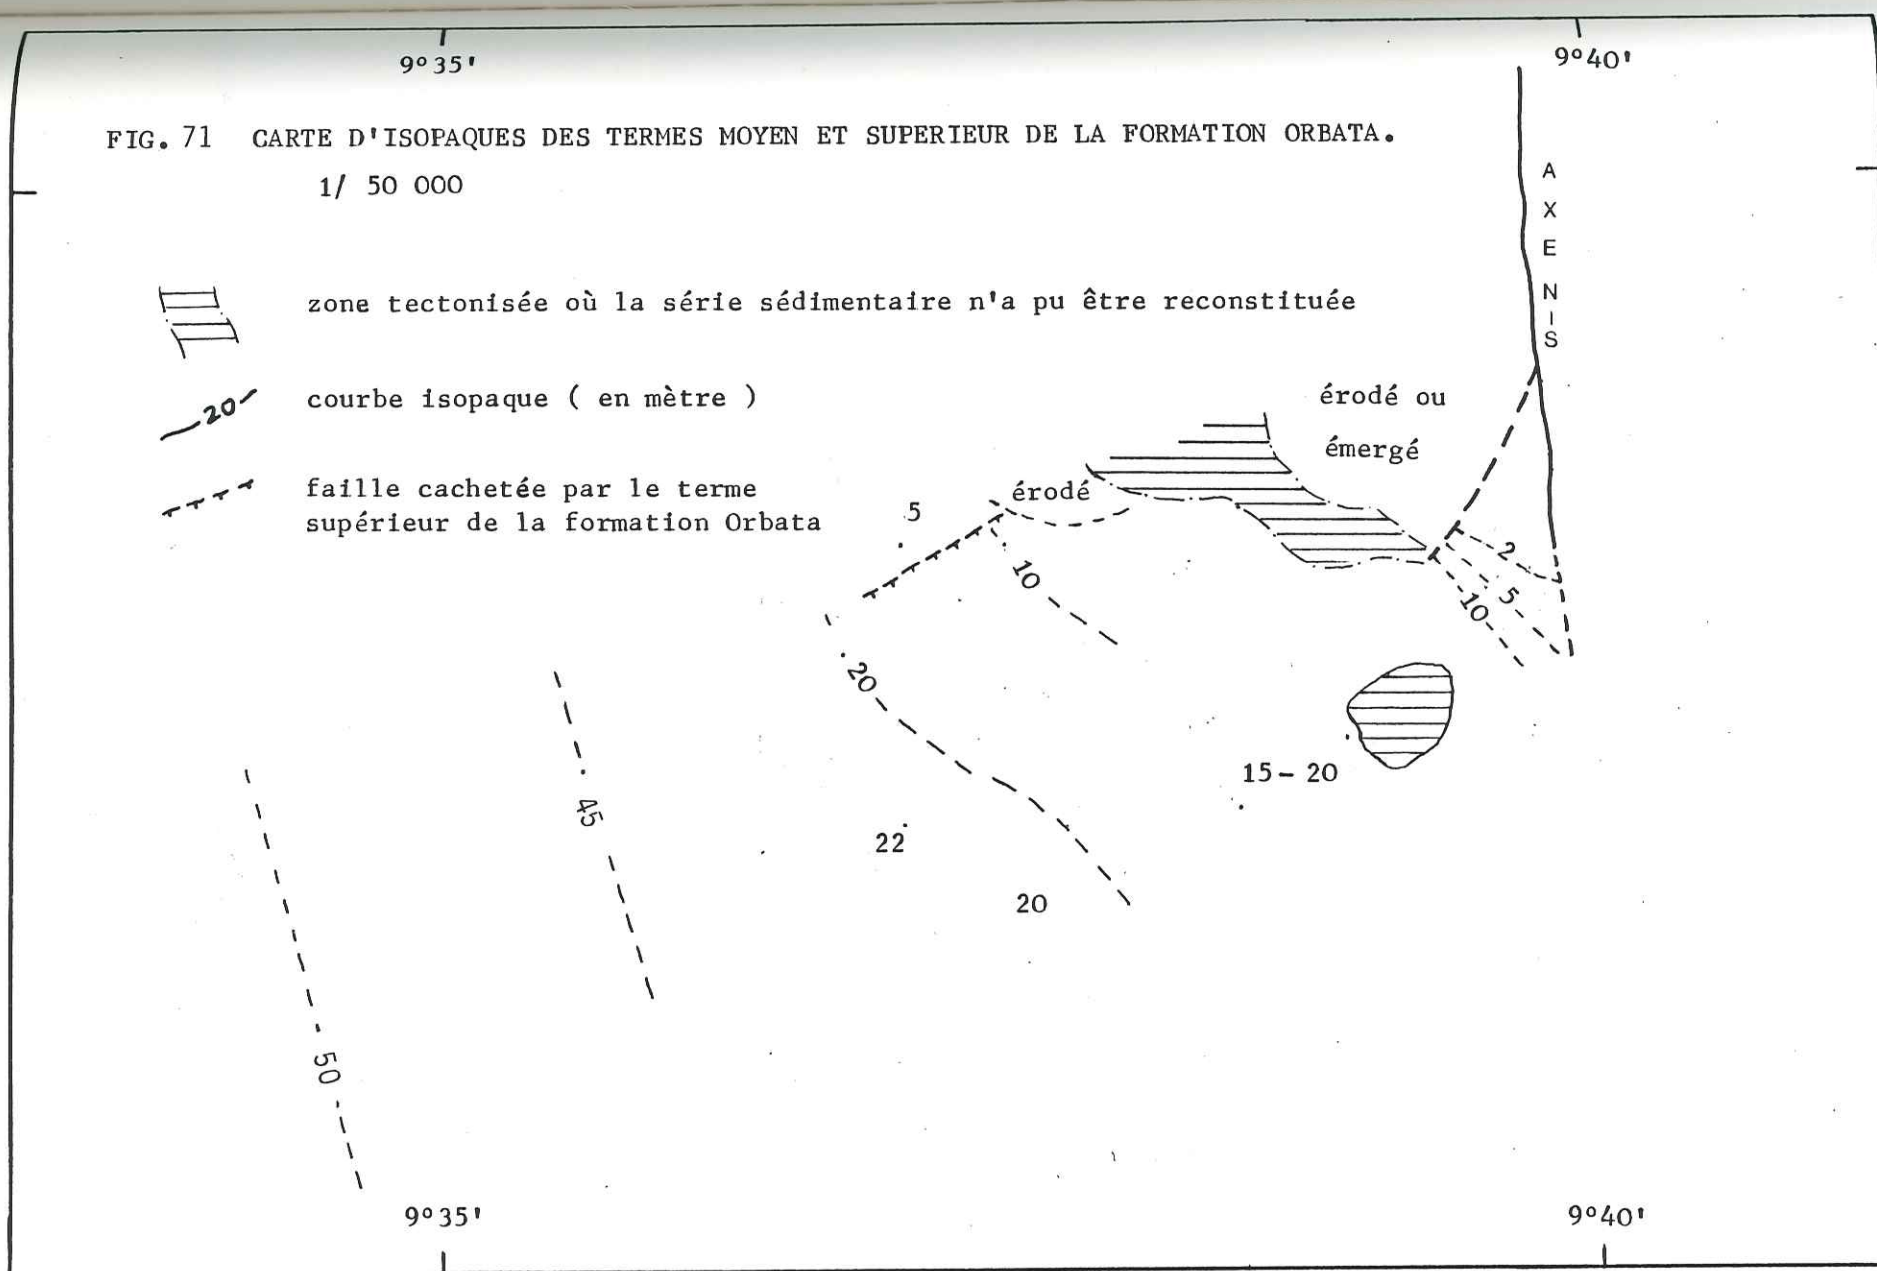 9°35'
9°40'
FIG. 71 CARTE D'ISOPAQUES DES TERMES MOYEN ET SUPERIEUR DE LA FORMATION ORBATA.
1/ 50 000
AXE N-S
zone tectonisée où la série sédimentaire n'a pu être reconstituée
20
courbe isopaque ( en mètre )
faille cachetée par le terme
supérieur de la formation Orbata
érodé ou
émergé
érodé
5
10
2
5
10
20
15-20
45
22
20
50
9°35'
9°40'